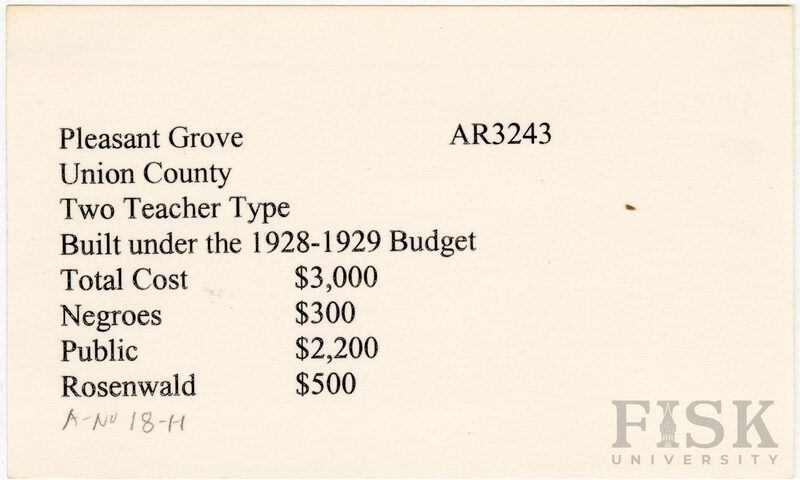 Pleasant Grove AR3243
Union County
Two Teacher Type
Built under the 1928-1929 Budget
Total Cost $3,000
Negroes $300
Public $2,200
Rosenwald $500
A-No 18-H
FISK
UNIVERSITY